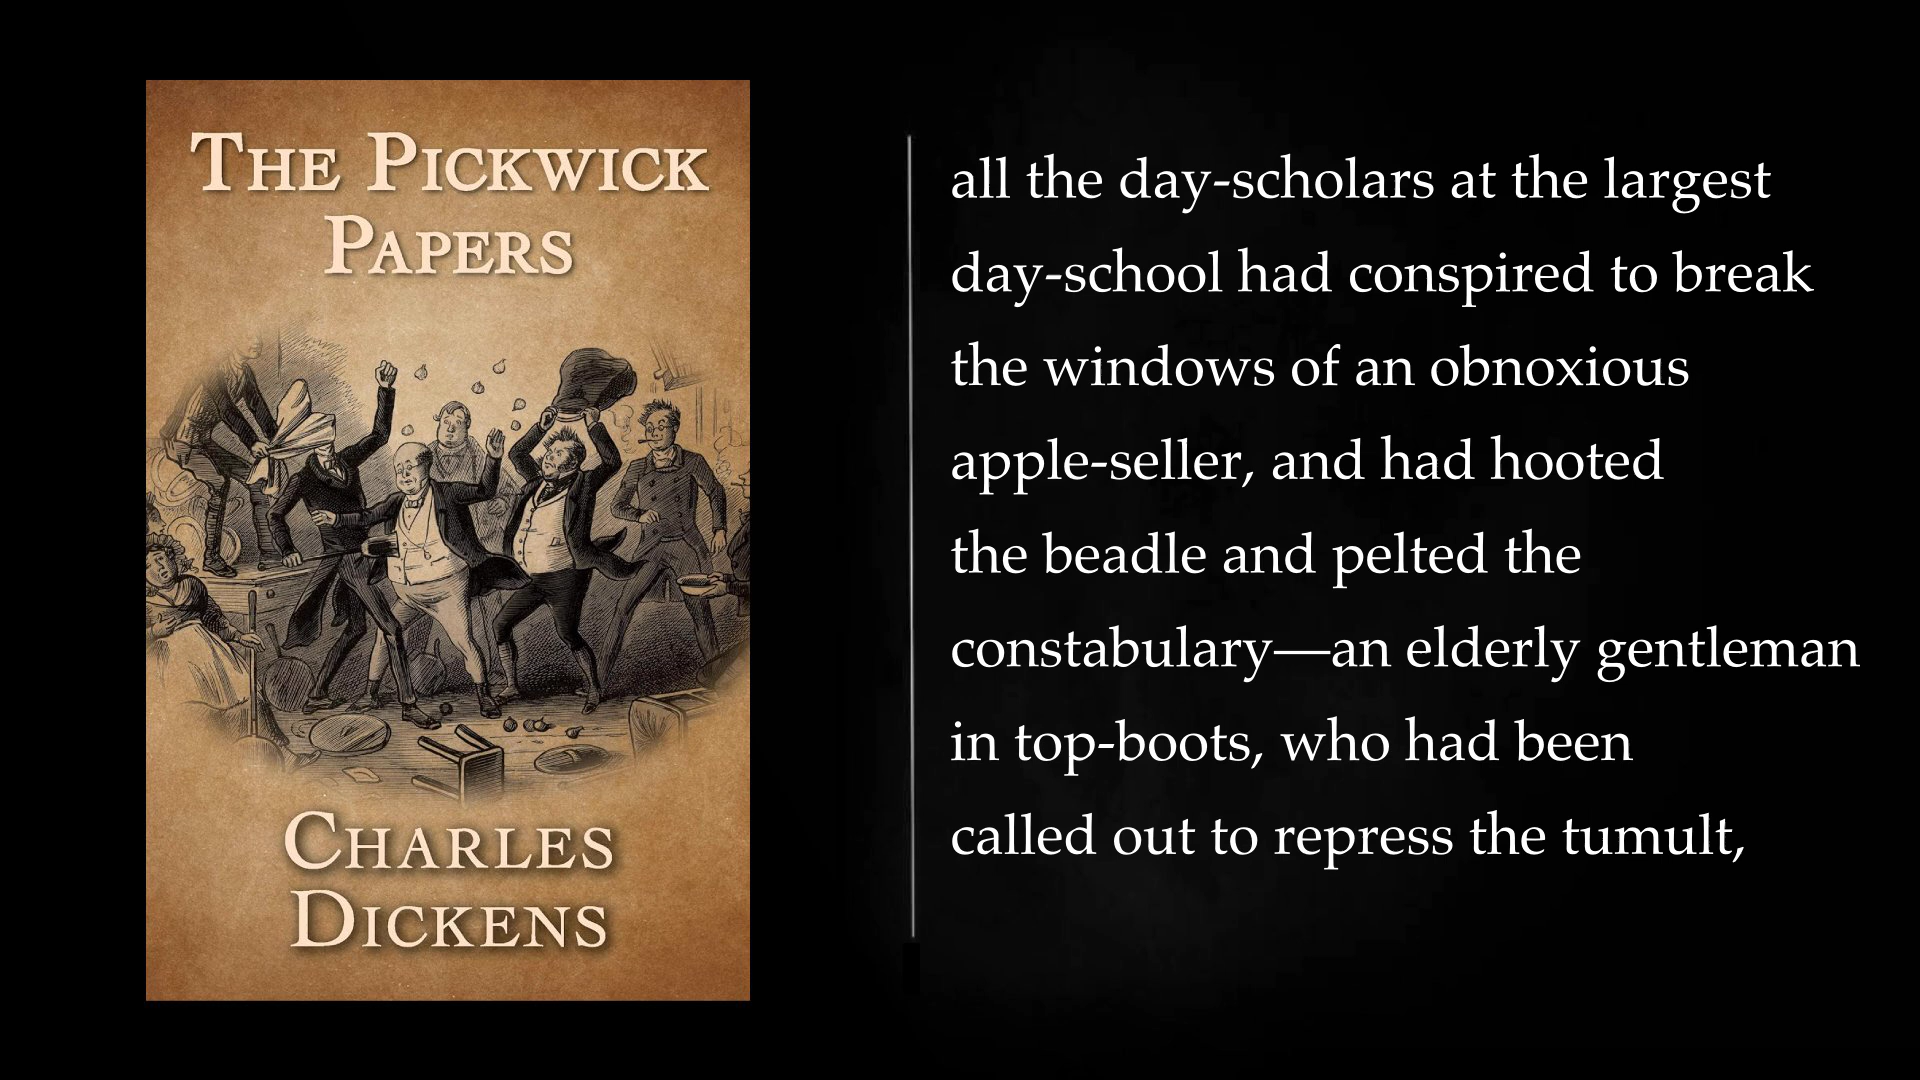 THE PICKWICK
PAPERS
CHARLES
DICKENS
all the day-scholars at the largest
day-school had conspired to break
the windows of an obnoxious
apple-seller, and had hooted
the beadle and pelted the
constabulary—an elderly gentleman
in top-boots, who had been
called out to repress the tumult,